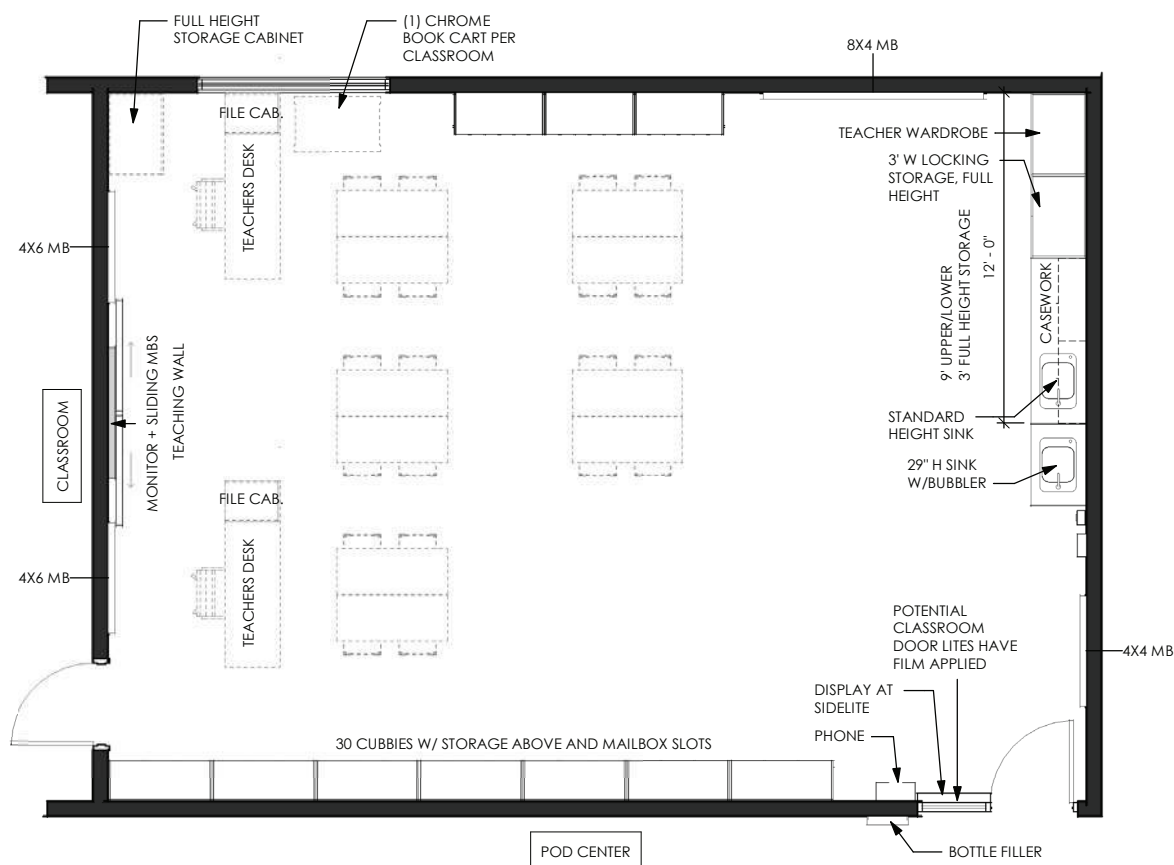 FULL HEIGHT
STORAGE CABINET
(1) CHROME
BOOK CART PER
CLASSROOM
8X4 MB
FILE CAB.
TEACHERS DESK
TEACHER WARDROBE
3' W LOCKING
STORAGE, FULL
HEIGHT
4X6 MB
9' UPPER/LOWER
3' FULL HEIGHT STORAGE
12' - 0"
CASEWORK
CLASSROOM
MONITOR + SLIDING MBS
TEACHING WALL
STANDARD
HEIGHT SINK
29" H SINK
W/BUBBLER
FILE CAB.
TEACHERS DESK
4X6 MB
POTENTIAL
CLASSROOM
DOOR LITES HAVE
FILM APPLIED
4X4 MB
DISPLAY AT
SIDELITE
PHONE
30 CUBBIES W/ STORAGE ABOVE AND MAILBOX SLOTS
POD CENTER
BOTTLE FILLER